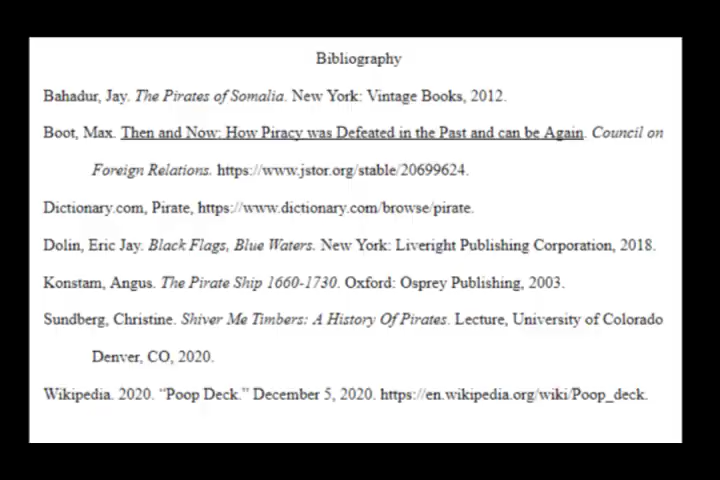 Bibliography
Bahadur, Jay. The Pirates of Somalia. New York: Vintage Books, 2012.
Boot, Max. Then and Now: How Piracy was Defeated in the Past and can be Again. Council on
Foreign Relations. https://www.jstor.org/stable/20699624.
Dictionary.com, Pirate, https://www.dictionary.com/browse/pirate.
Dolin, Eric Jay. Black Flags, Blue Waters. New York: Liveright Publishing Corporation, 2018.
Konstam, Angus. The Pirate Ship 1660-1730. Oxford: Osprey Publishing, 2003.
Sundberg, Christine. Shiver Me Timbers: A History Of Pirates. Lecture, University of Colorado
Denver, CO, 2020.
Wikipedia. 2020. “Poop Deck.” December 5, 2020. https://en.wikipedia.org/wiki/Poop_deck.